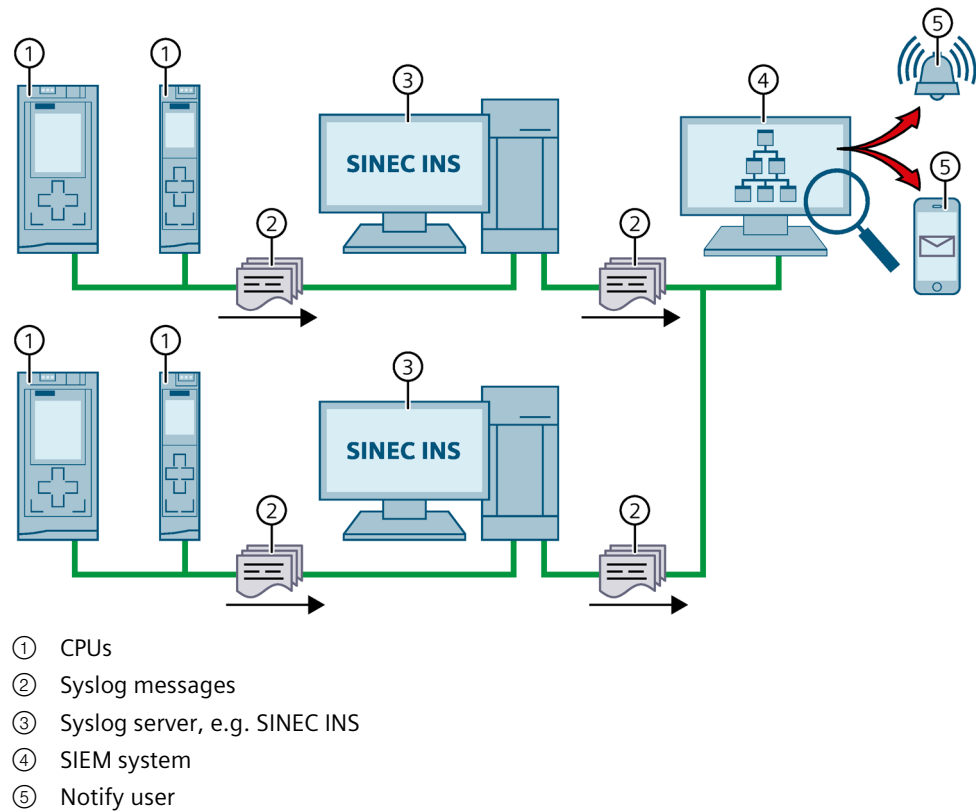 ⑤
① ① ③ ④
SINEC INS
⑤
② ②
① ① ③
SINEC INS
② ②
① CPUs
② Syslog messages
③ Syslog server, e.g. SINEC INS
④ SIEM system
⑤ Notify user